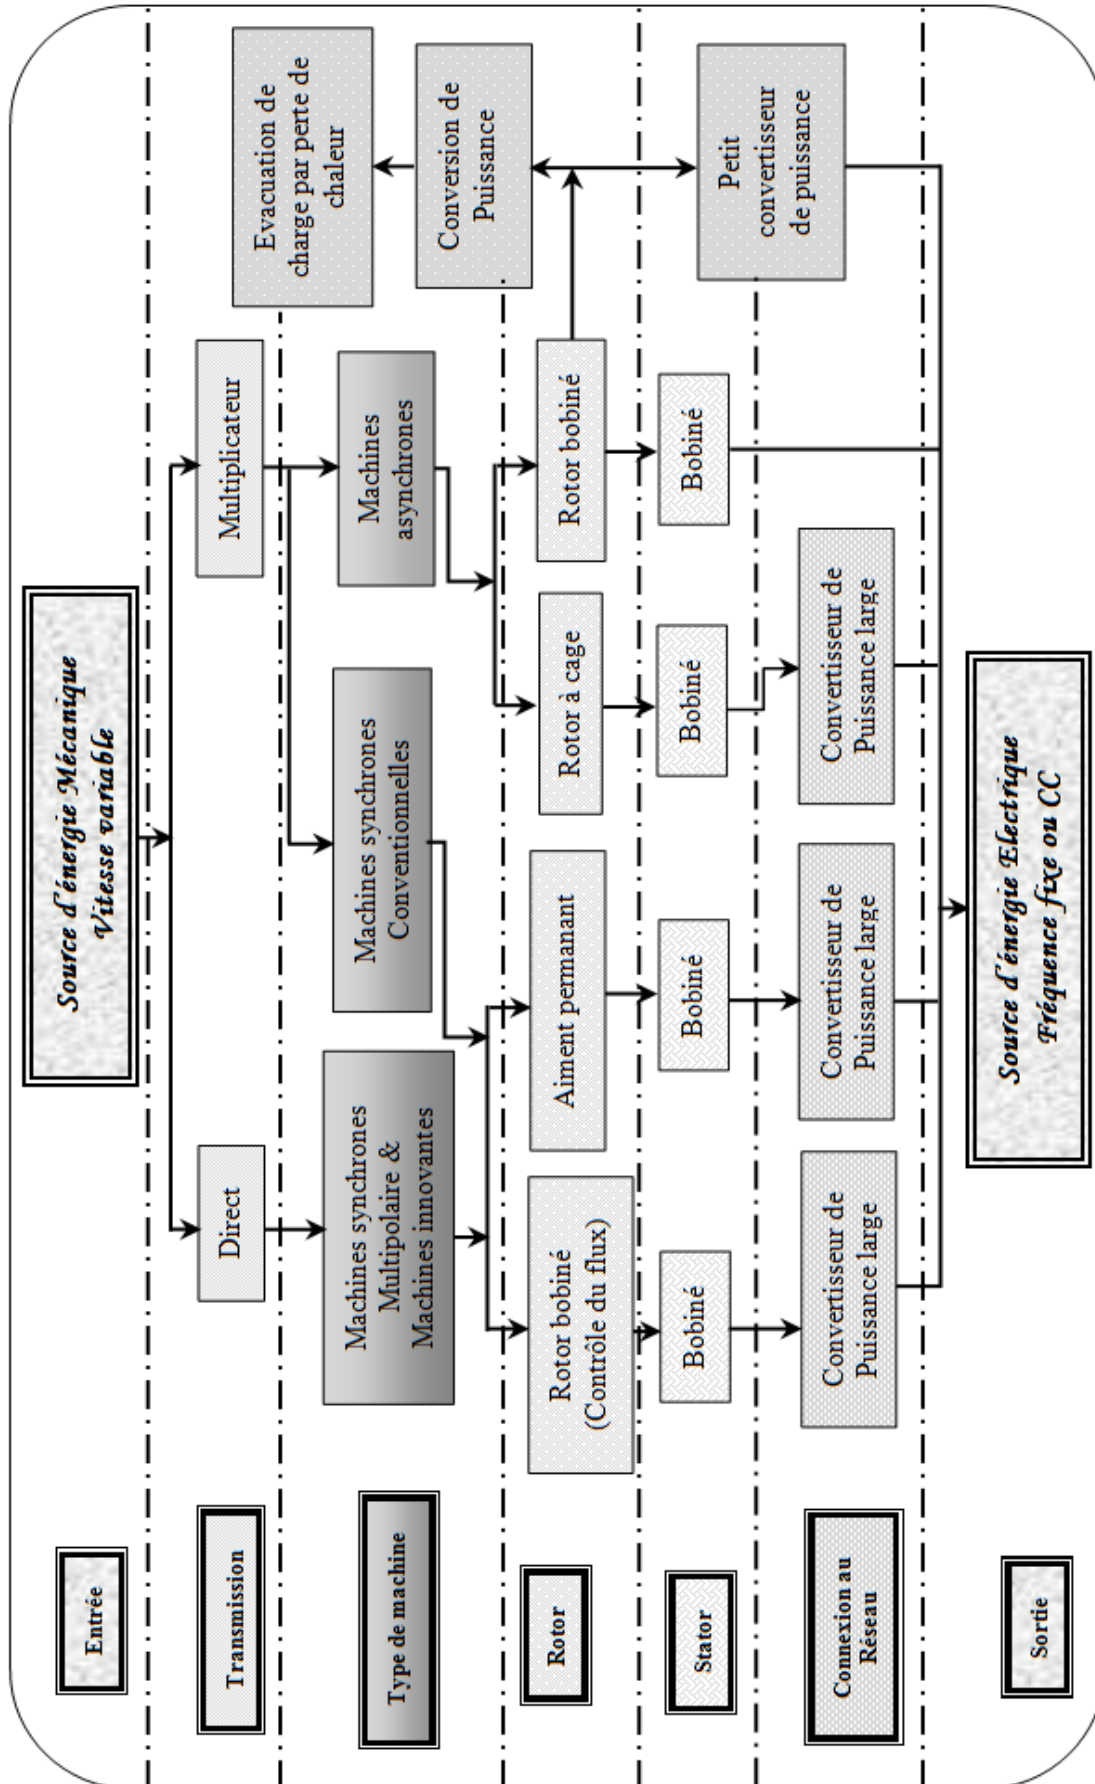 Entrée
Source d'énergie Mécanique
Vitesse variable
Transmission
Direct
Multiplicateur
Type de machine
Machines synchrones
Multipolaire &
Machines innovantes
Machines synchrones
Conventionnelles
Machines
asynchrones
Evacuation de
charge par perte de
chaleur
Conversion de
Puissance
Rotor
Rotor bobiné
(Contrôle du flux)
Aiment permanant
Rotor à cage
Rotor bobiné
Stator
Bobiné
Bobiné
Bobiné
Bobiné
Petit
convertisseur
de puissance
Connexion au
Réseau
Convertisseur de
Puissance large
Convertisseur de
Puissance large
Convertisseur de
Puissance large
Sortie
Source d'énergie Electrique
Fréquence fixe ou CC